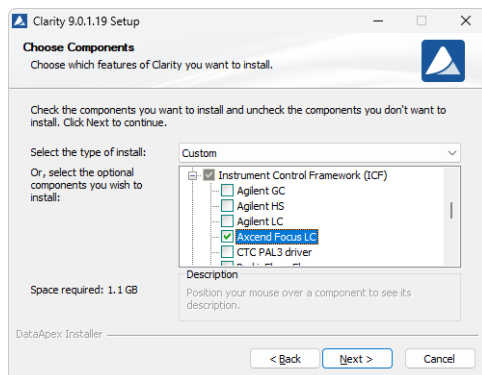 Clarity 9.0.1.19 Setup
Choose Components
Choose which features of Clarity you want to install.
Check the components you want to install and uncheck the components you don't want to
install. Click Next to continue.
Select the type of install:
Custom
Or, select the optional
components you wish to
install:
Instrument Control Framework (ICF)
Agilent GC
Agilent HS
Agilent LC
Axcend Focus LC
CTC PAL3 driver
Description
Position your mouse over a component to see its
description.
Space required: 1.1 GB
DataApex Installer
< Back
Next >
Cancel